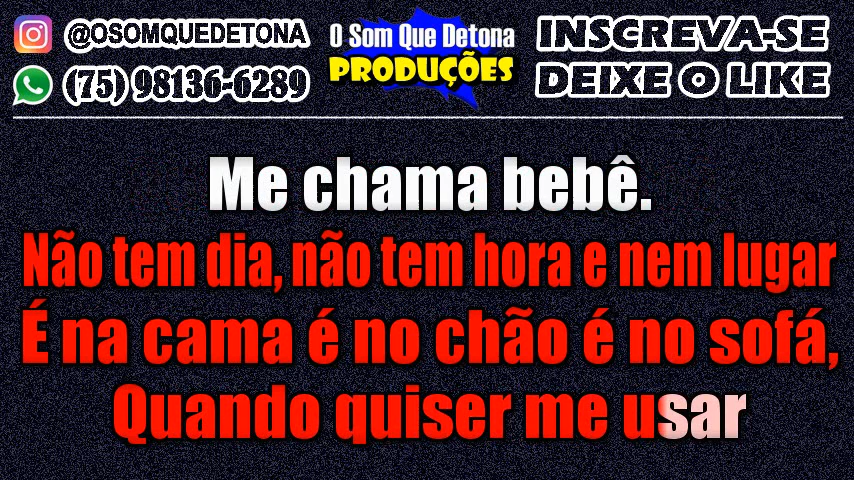 @OSOMQUEDETONA
(75) 98136-6289
O Som Que Detona
PRODUÇÕES
INSCREVA-SE
DEIXE O LIKE
Me chama bebê.
Não tem dia, não tem hora e nem lugar
É na cama é no chão é no sofá,
Quando quiser me usar